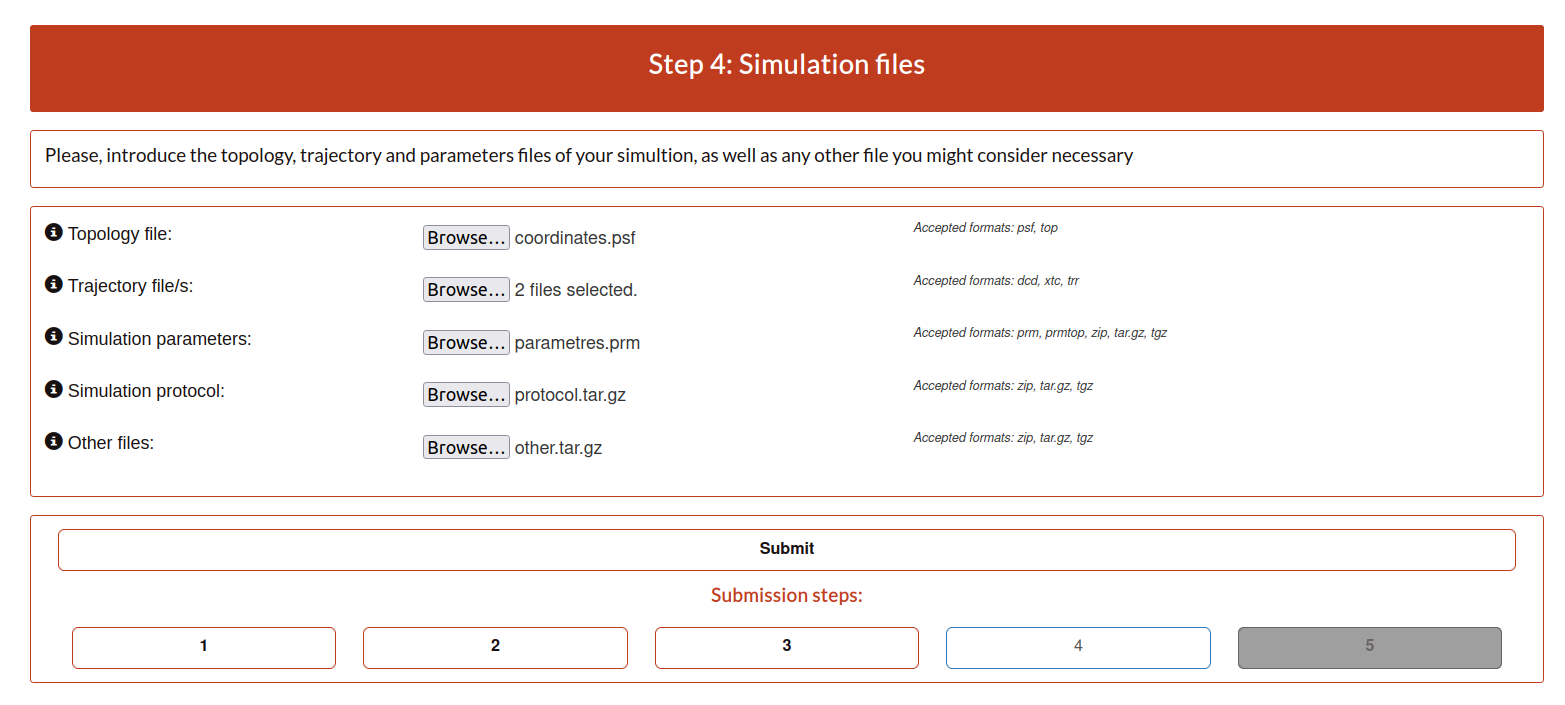 Step 4: Simulation files
Please, introduce the topology, trajectory and parameters files of your simultion, as well as any other file you might consider necessary
Topology file: Browse... coordinates.psf Accepted formats: psf, top
Trajectory file/s: Browse... 2 files selected. Accepted formats: dcd, xtc, trr
Simulation parameters: Browse... parametres.prm Accepted formats: prm, prmtop, zip, tar.gz, tgz
Simulation protocol: Browse... protocol.tar.gz Accepted formats: zip, tar.gz, tgz
Other files: Browse... other.tar.gz Accepted formats: zip, tar.gz, tgz
Submit
Submission steps:
1 2 3 4 5